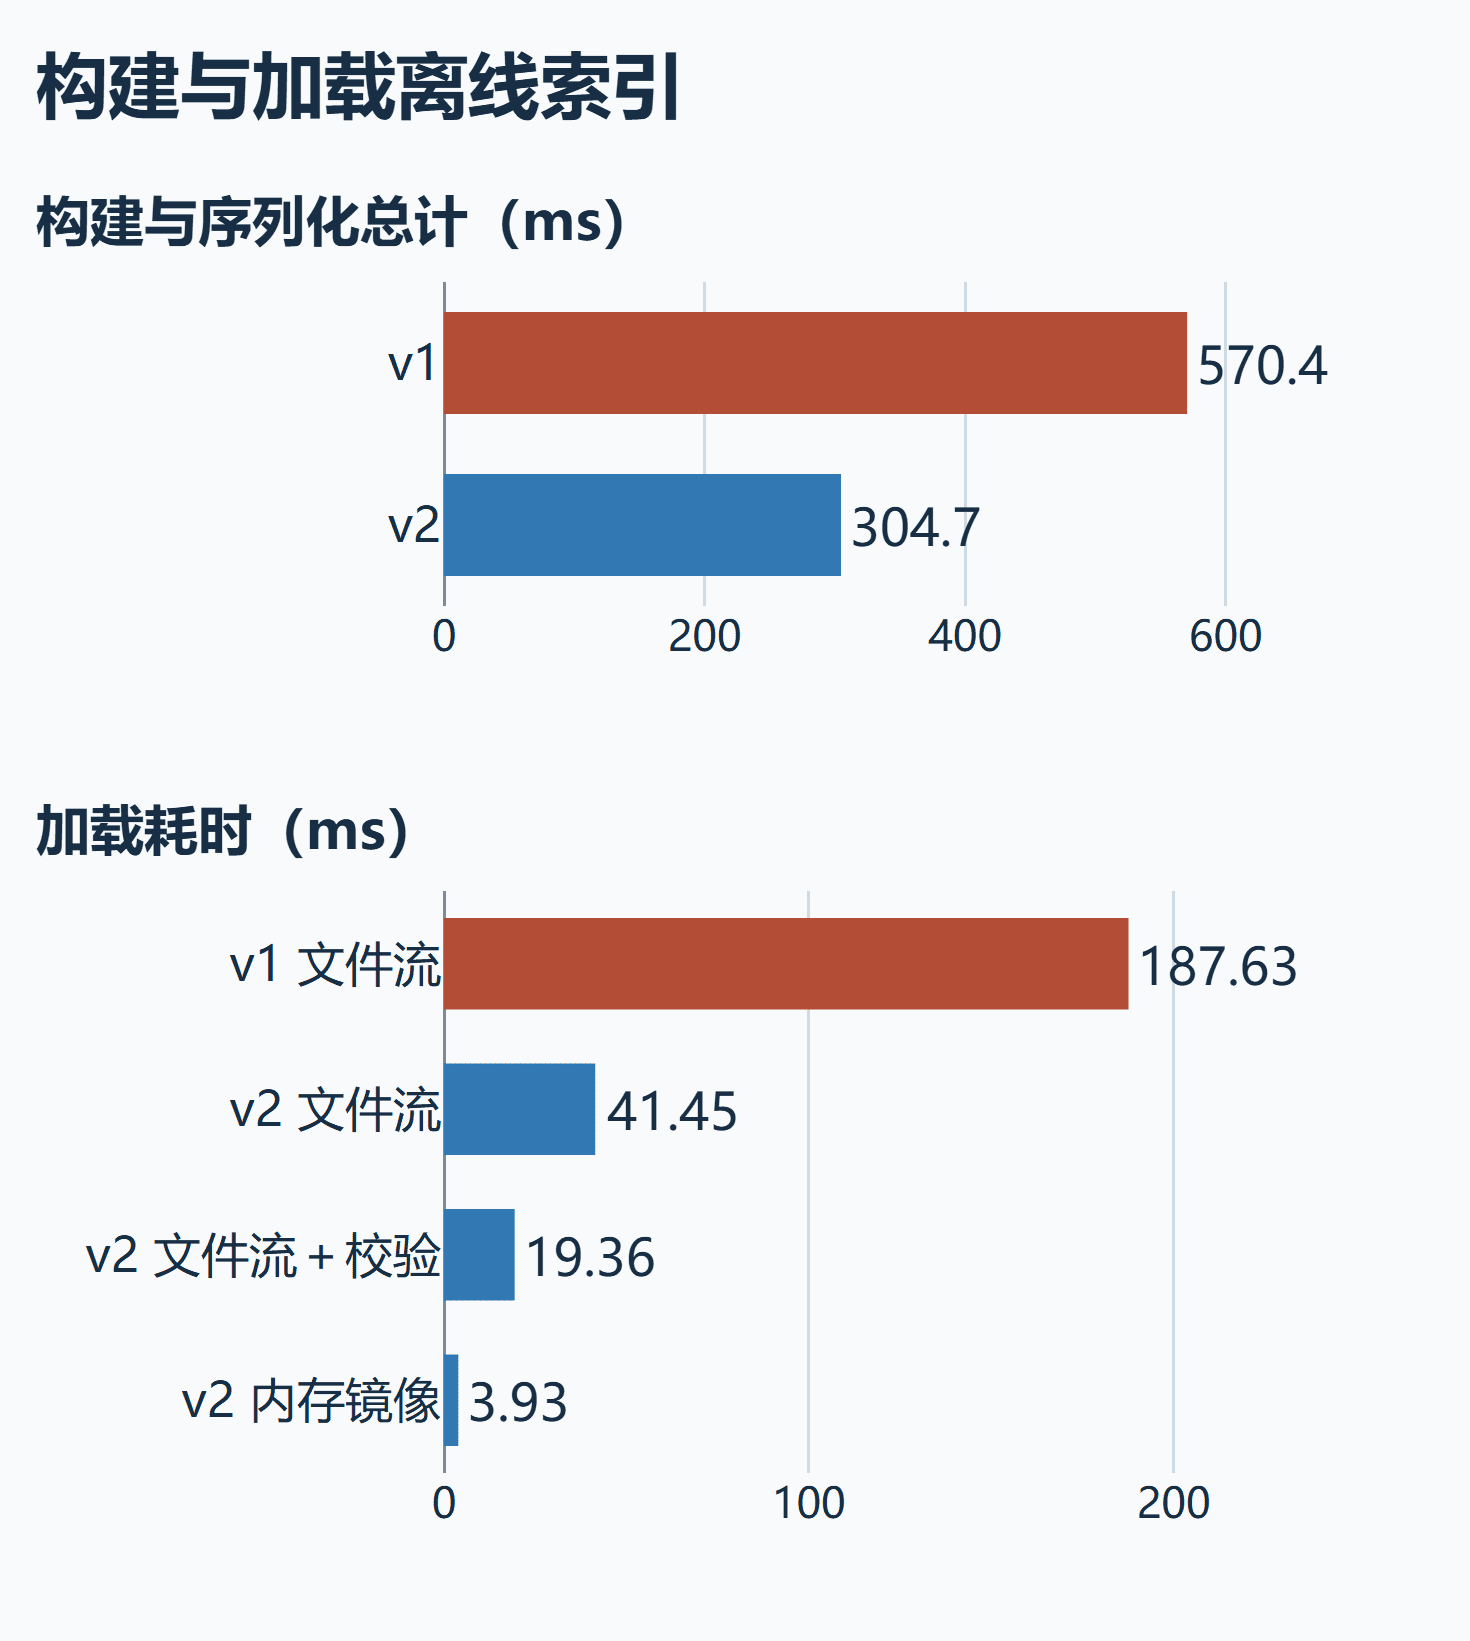 构建与加载离线索引
构建与序列化总计（ms）
v1 570.4
v2 304.7
0 200 400 600
加载耗时（ms）
v1 文件流 187.63
v2 文件流 41.45
v2 文件流 + 校验 19.36
v2 内存镜像 3.93
0 100 200